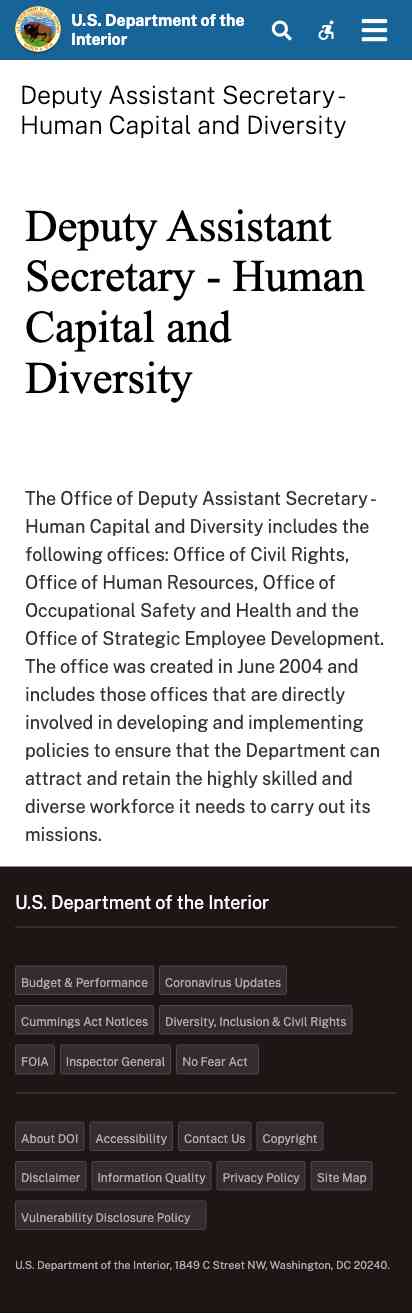 U.S. Department of the
Interior
Deputy Assistant Secretary -
Human Capital and Diversity
Deputy Assistant
Secretary - Human
Capital and
Diversity
The Office of Deputy Assistant Secretary -
Human Capital and Diversity includes the
following offices: Office of Civil Rights,
Office of Human Resources, Office of
Occupational Safety and Health and the
Office of Strategic Employee Development.
The office was created in June 2004 and
includes those offices that are directly
involved in developing and implementing
policies to ensure that the Department can
attract and retain the highly skilled and
diverse workforce it needs to carry out its
missions.
U.S. Department of the Interior
Budget & Performance Coronavirus Updates
Cummings Act Notices Diversity, Inclusion & Civil Rights
FOIA Inspector General No Fear Act
About DOI Accessibility Contact Us Copyright
Disclaimer Information Quality Privacy Policy Site Map
Vulnerability Disclosure Policy
U.S. Department of the Interior, 1849 C Street NW, Washington, DC 20240.